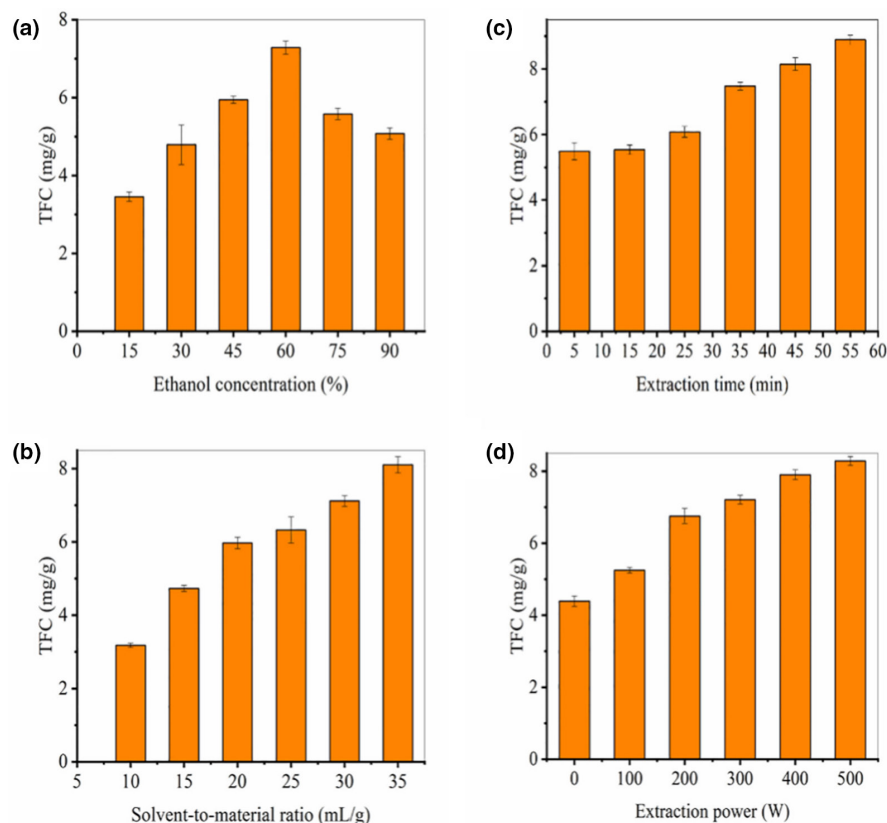 (a)
8
6
4
2
0
TFC (mg/g)
0 15 30 45 60 75 90
Ethanol concentration (%)
(c)
8
6
4
2
0
TFC (mg/g)
0 5 10 15 20 25 30 35 40 45 50 55 60
Extraction time (min)
(b)
8
6
4
2
0
TFC (mg/g)
5 10 15 20 25 30 35
Solvent-to-material ratio (mL/g)
(d)
8
6
4
2
0
TFC (mg/g)
0 100 200 300 400 500
Extraction power (W)